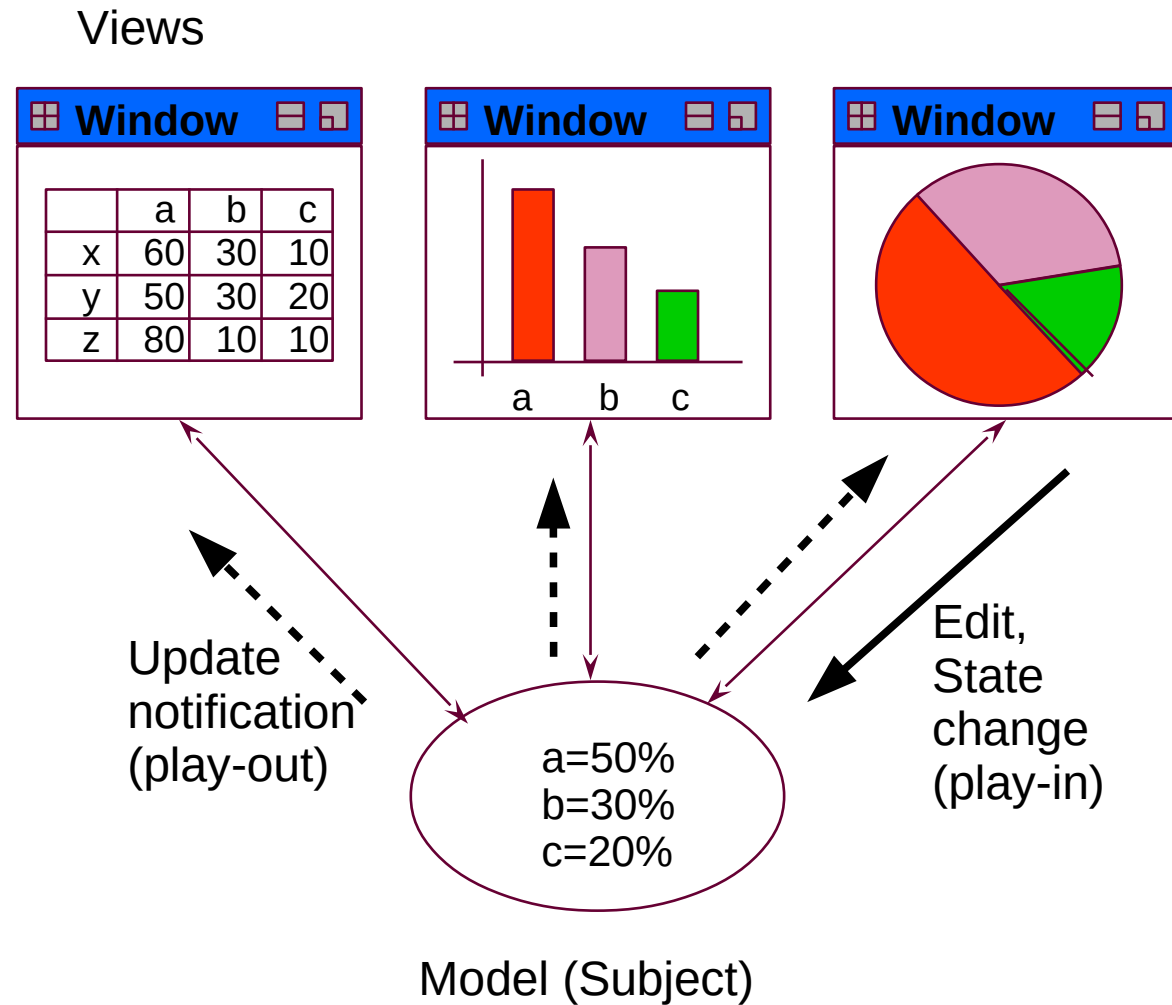 Views
Window
Window
Window
a b c
x 60 30 10
y 50 30 20
z 80 10 10
a b c
Update
notification
(play-out)
Edit,
State
change
(play-in)
a=50%
b=30%
c=20%
Model (Subject)